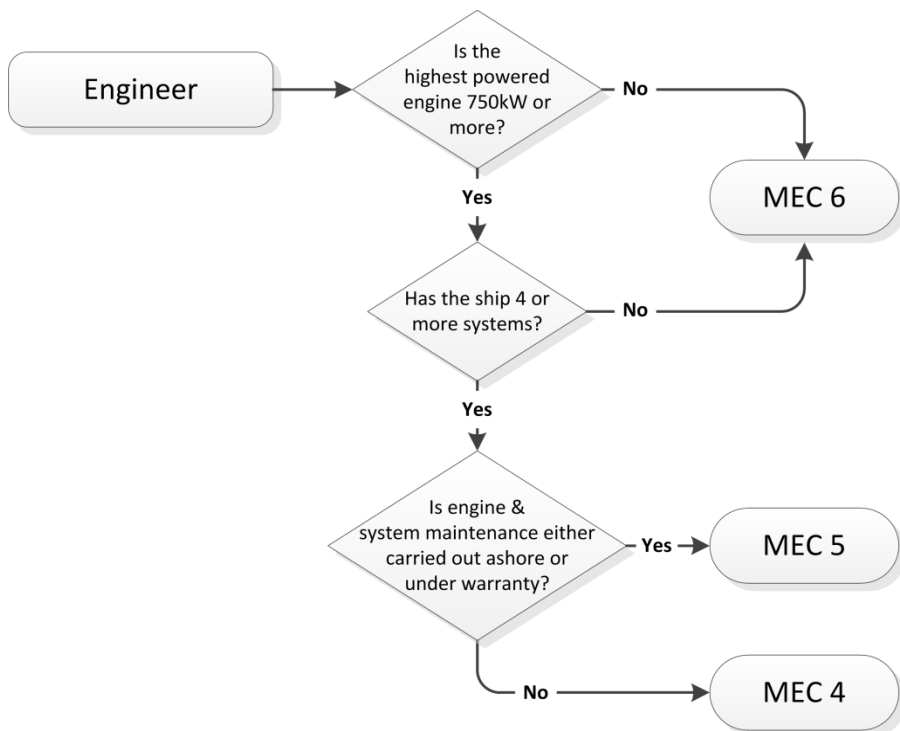 Engineer
Is the
highest powered
engine 750kW or
more?
No
MEC 6
Yes
Has the ship 4 or
more systems?
No
Yes
Is engine &
system maintenance either
carried out ashore or
under warranty?
Yes
MEC 5
No
MEC 4